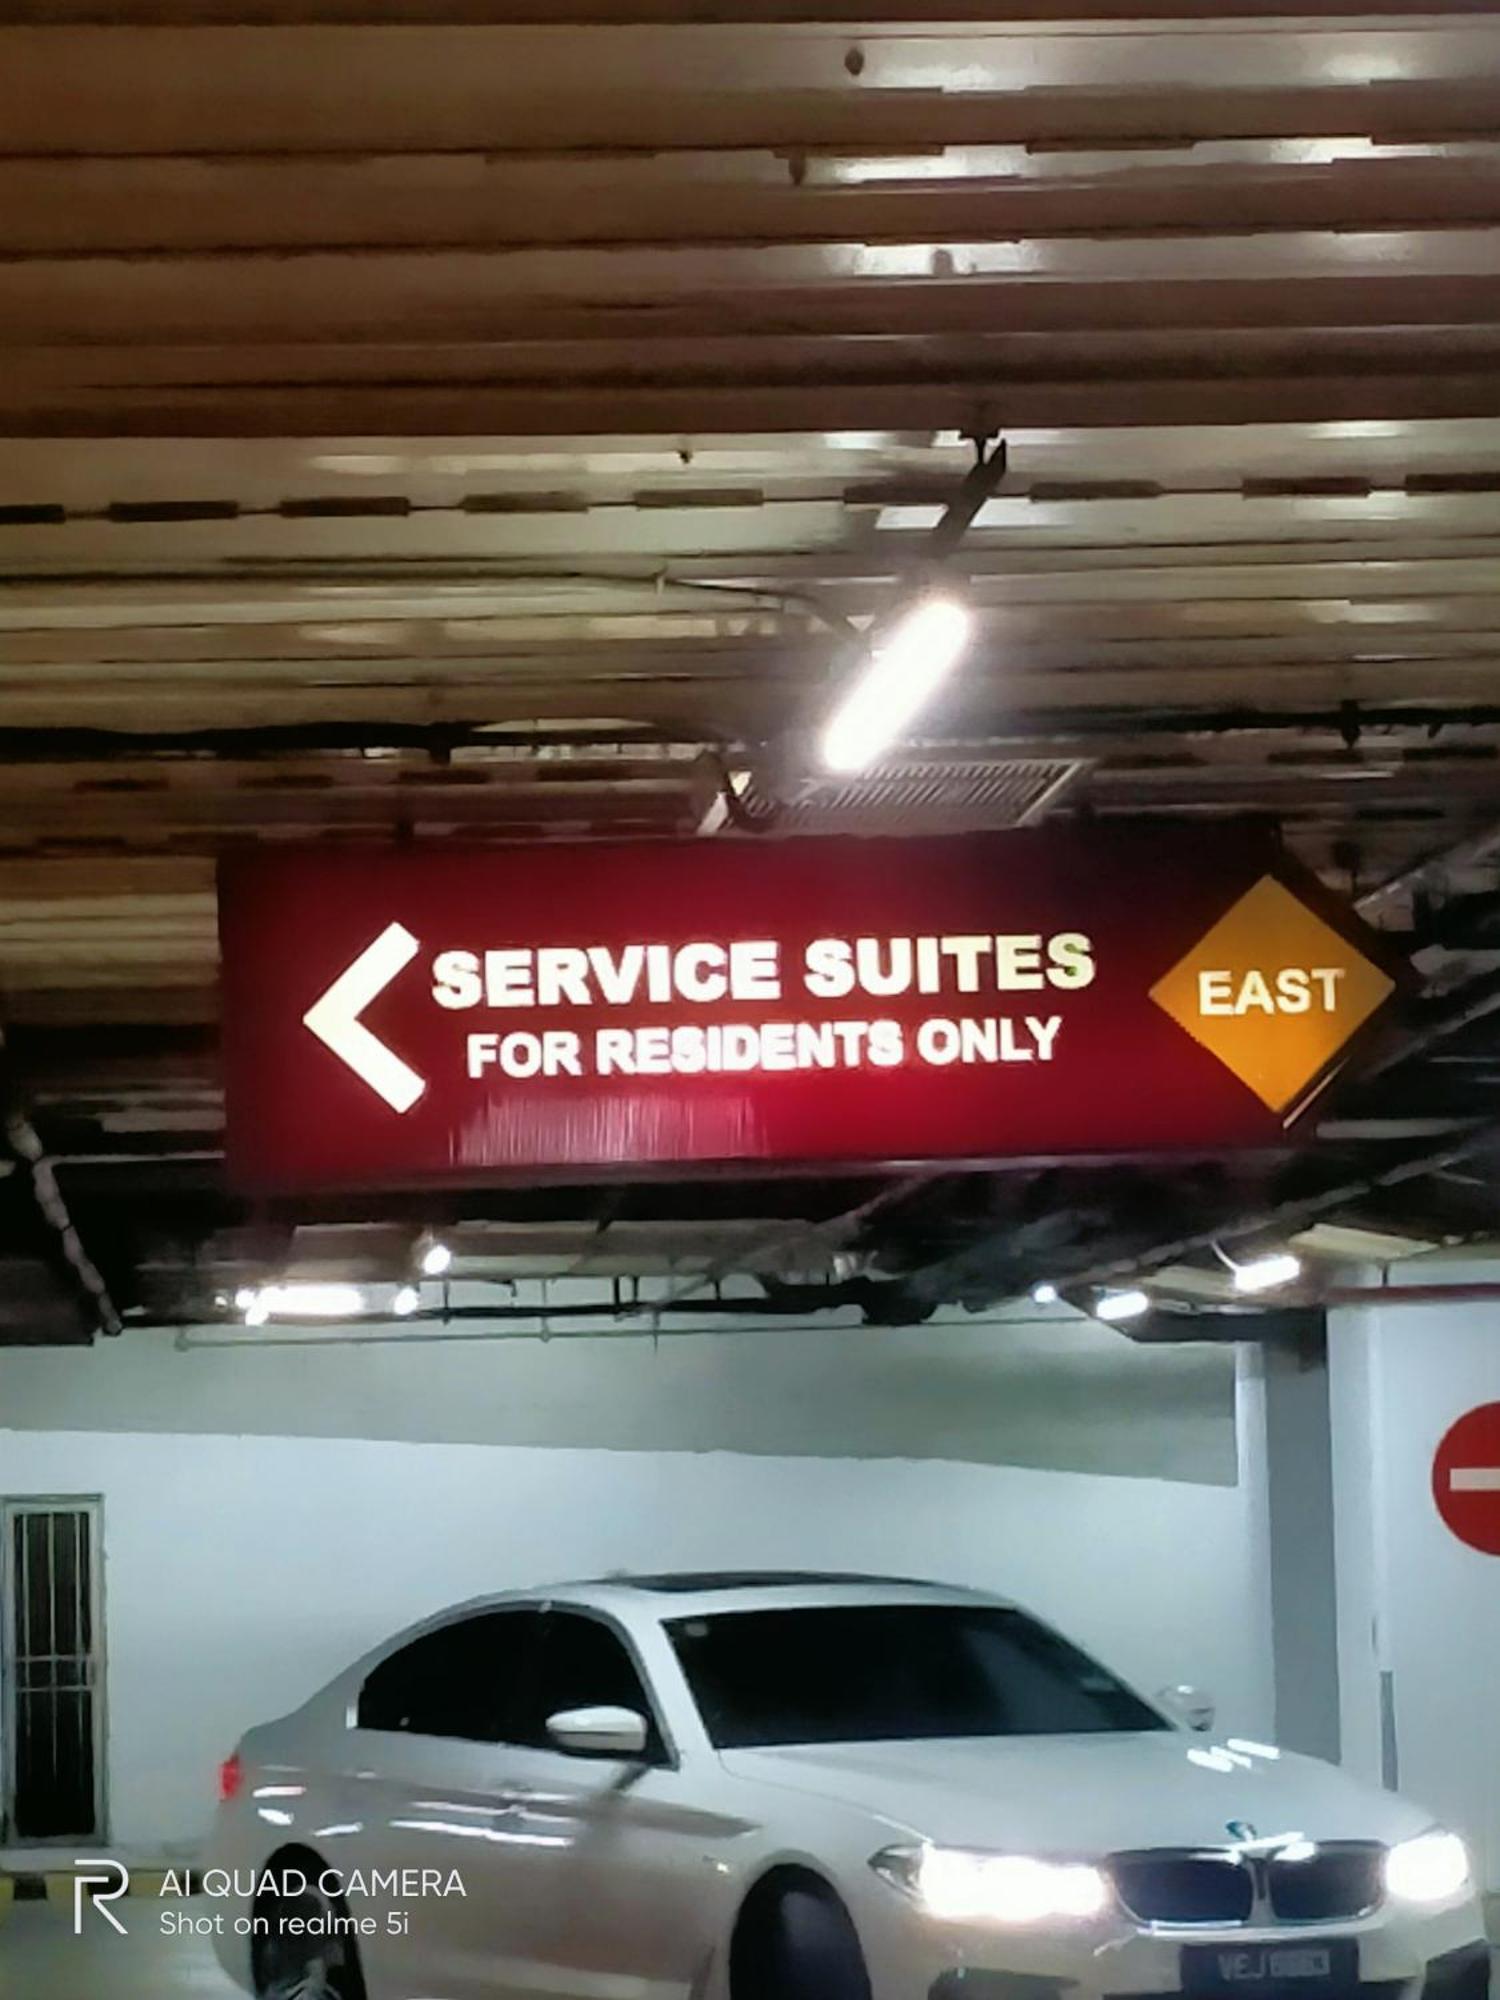 SERVICE SUITES
FOR RESIDENTS ONLY
EAST
AI QUAD CAMERA
Shot on realme 5i